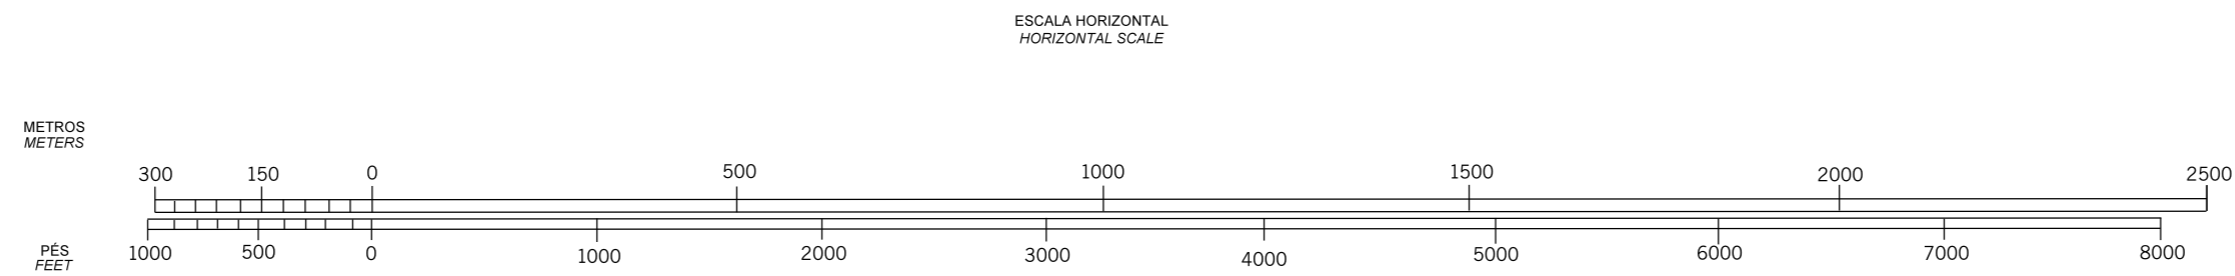 ESCALA HORIZONTAL
HORIZONTAL SCALE
METROS
METERS
300 150 0 500 1000 1500 2000 2500
PÉS
FEET
1000 500 0 1000 2000 3000 4000 5000 6000 7000 8000